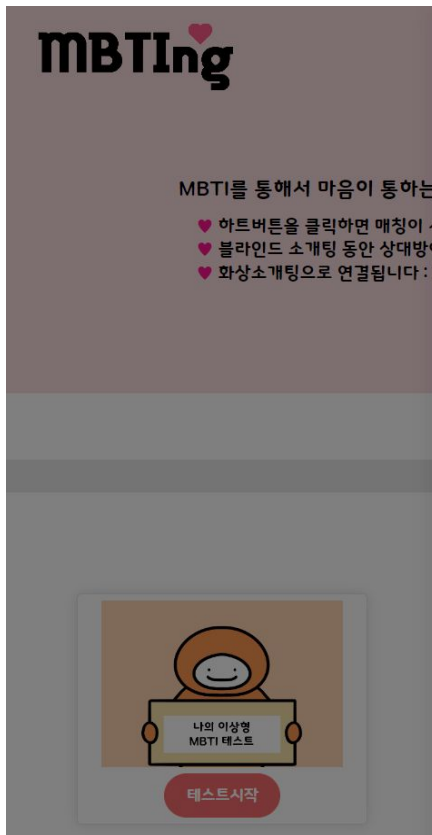 MBTIng
MBTI를 통해서 마음이 통하는
♥ 하트버튼을 클릭하면 매칭이
♥ 블라인드 소개팅 동안 상대방
♥ 화상소개팅으로 연결됩니다 :
나의 이상형
MBTI 테스트
테스트시작